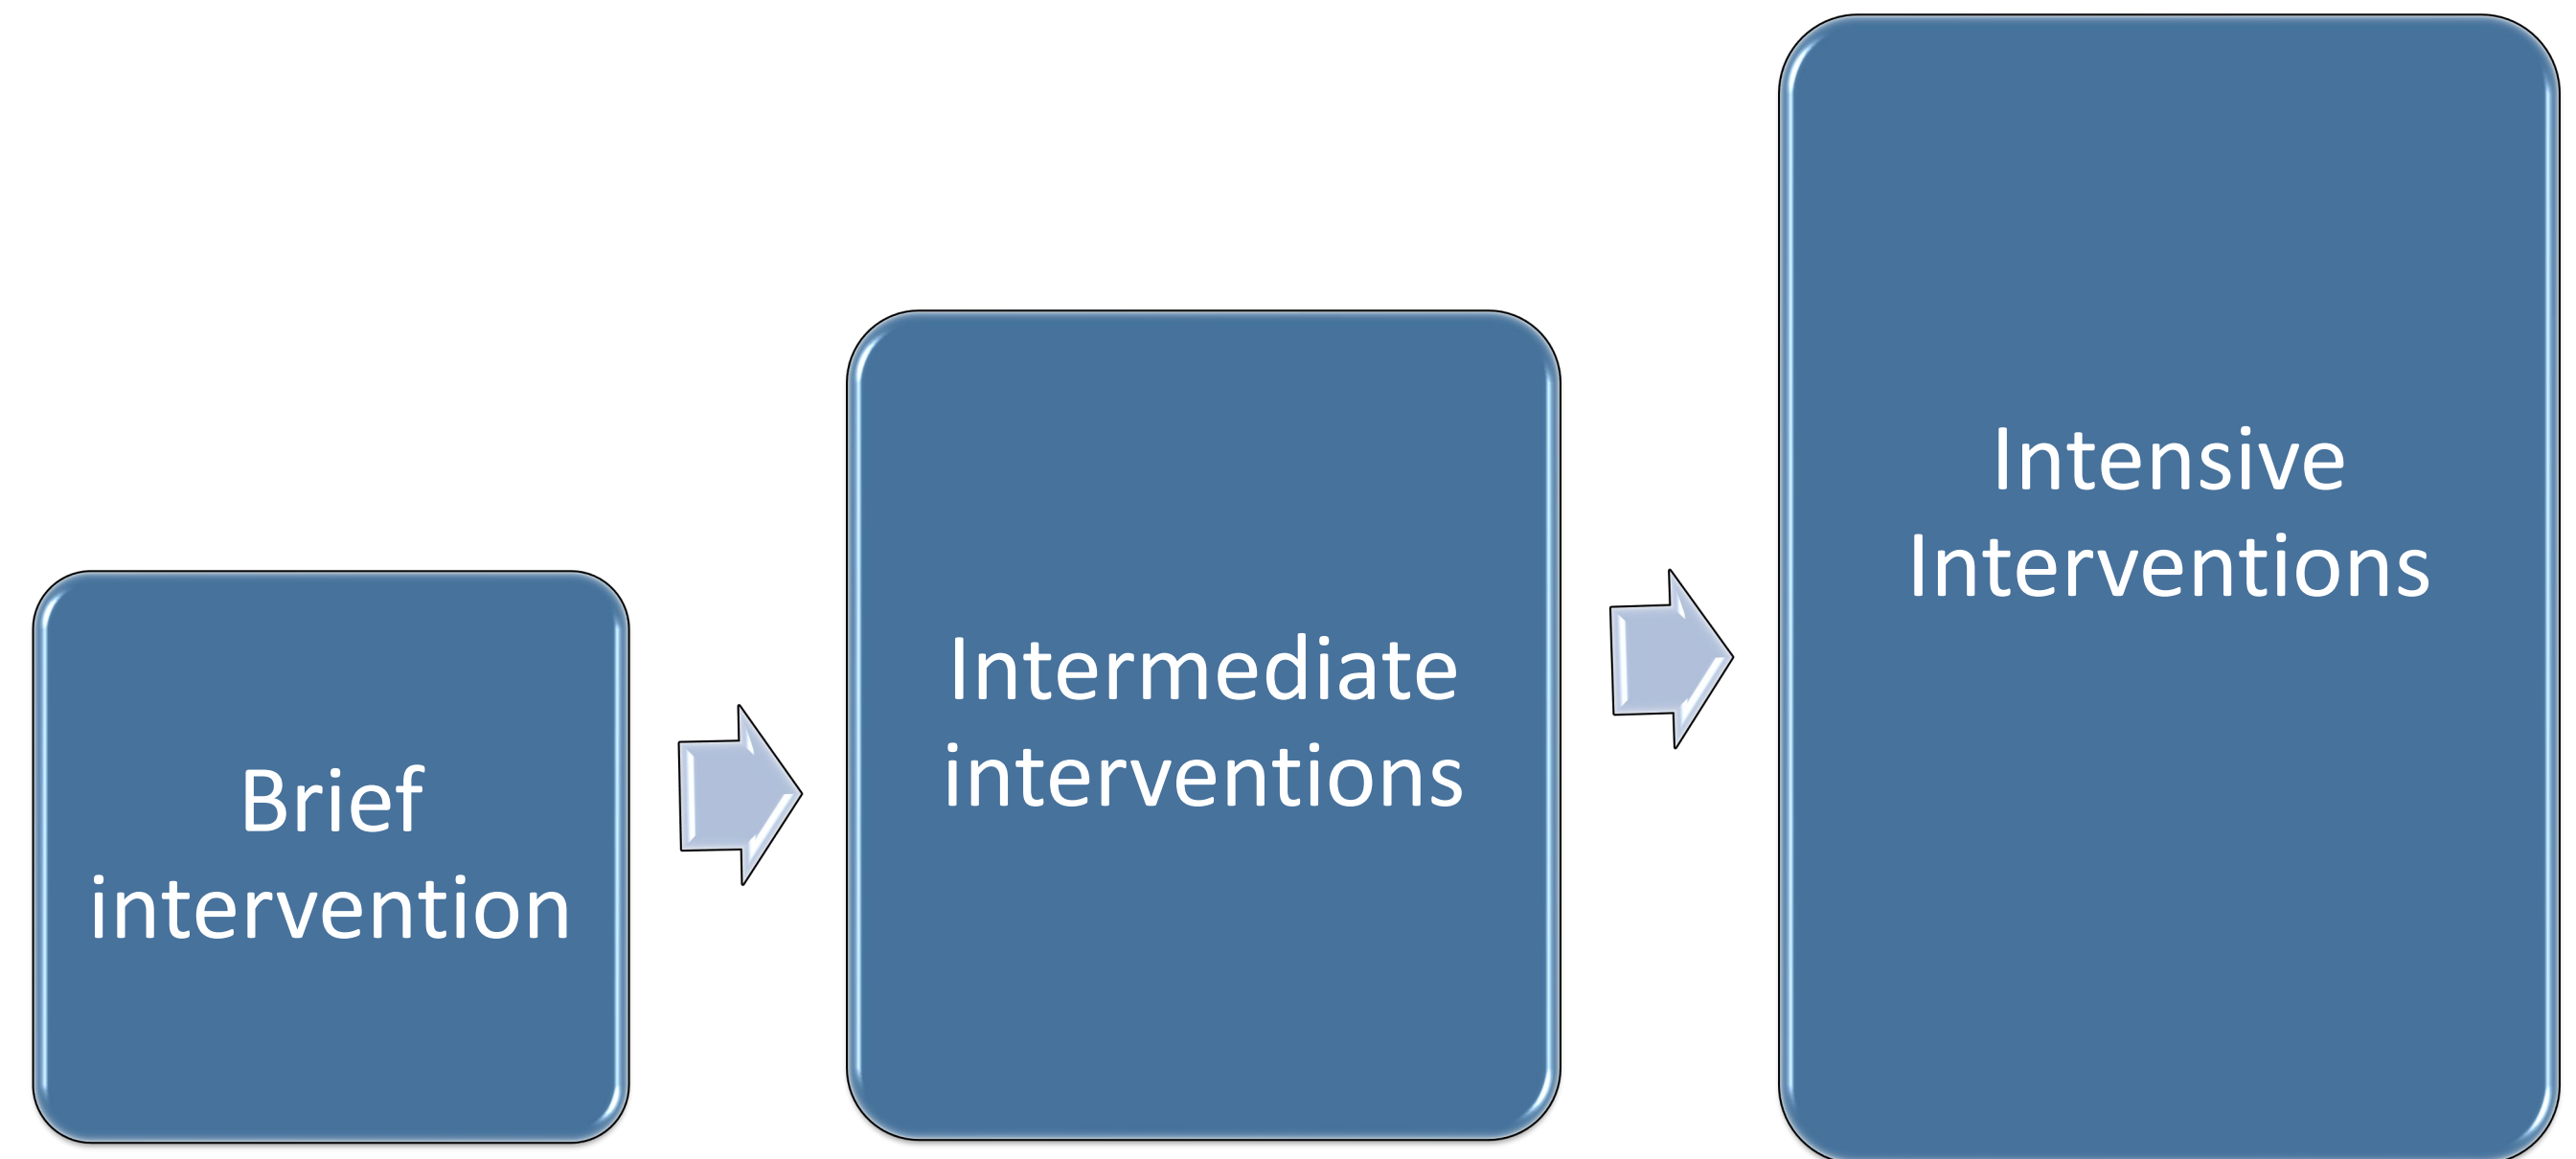 Brief
intervention
Intermediate
interventions
Intensive
Interventions